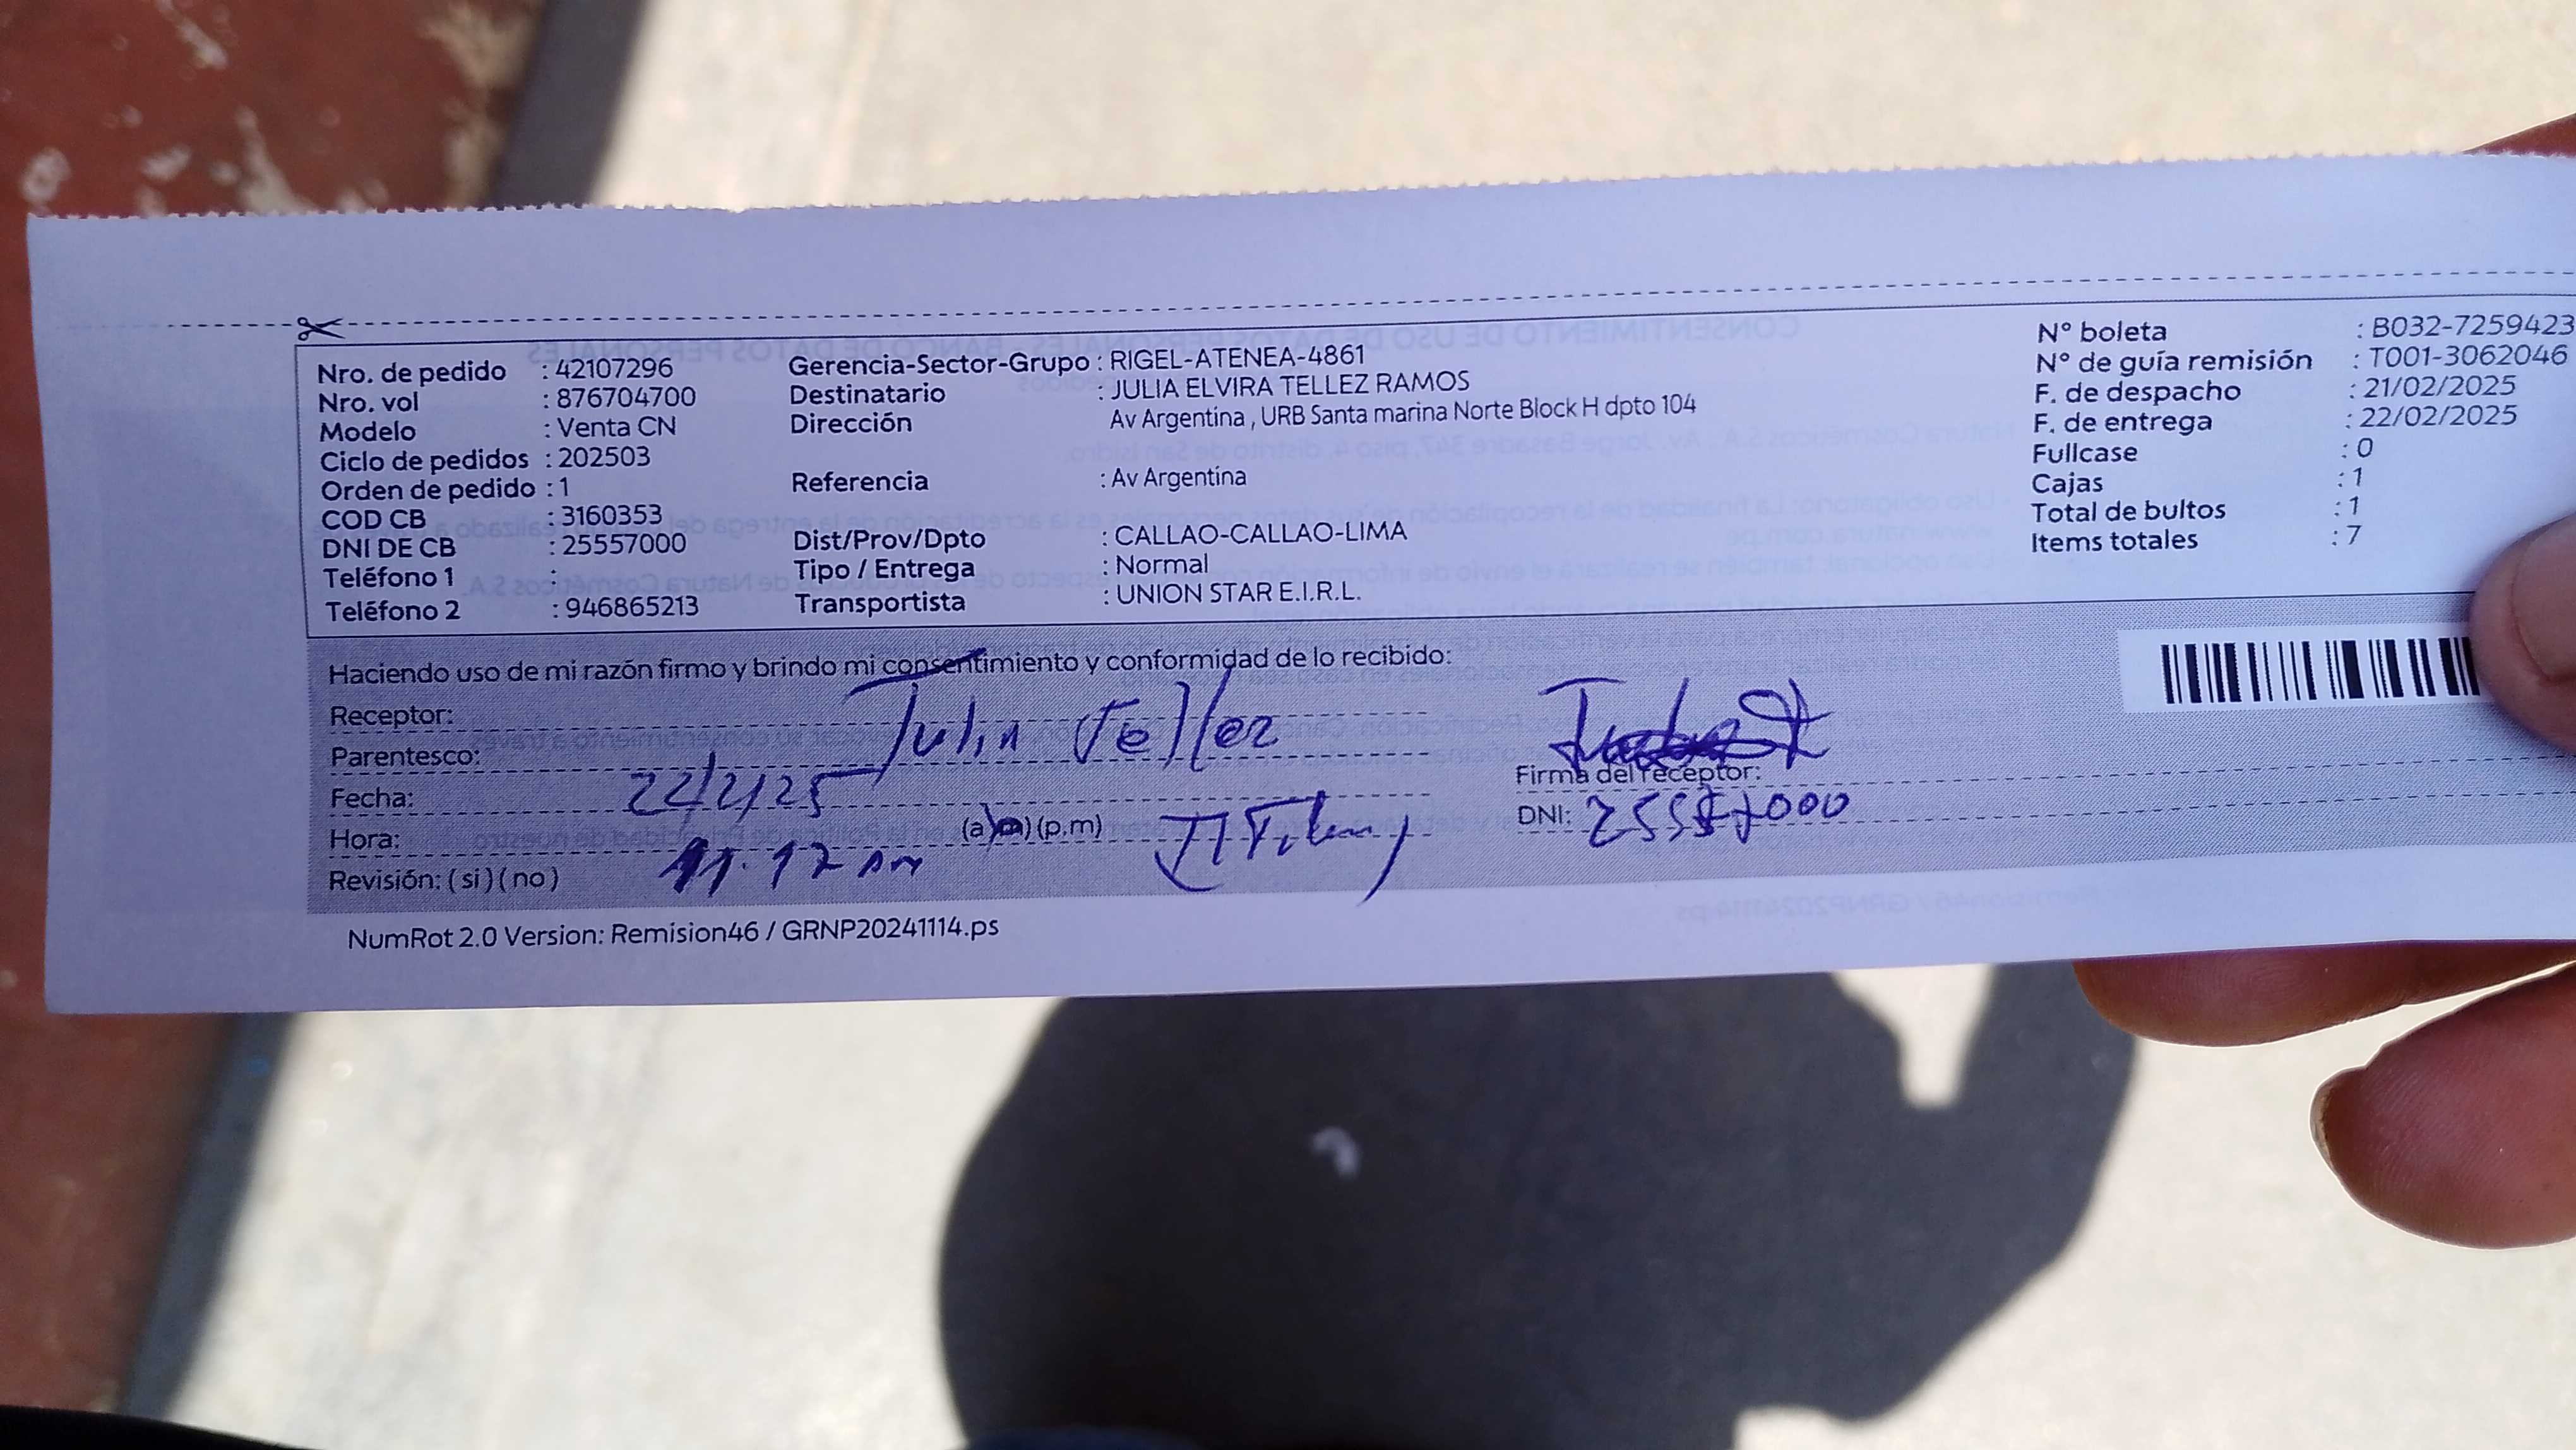 Nro. de pedido : 42107296
Nro. vol : 876704700
Modelo : Venta CN
Ciclo de pedidos : 202503
Orden de pedido : 1
COD CB : 3160353
DNI DE CB : 25557000
Teléfono 1 :
Teléfono 2 : 946865213
Gerencia-Sector-Grupo : RIGEL-ATENEA-4861
Destinatario : JULIA ELVIRA TELLEZ RAMOS
Dirección Av Argentina , URB Santa marina Norte Block H dpto 104
Referencia : Av Argentina
Dist/Prov/Dpto : CALLAO-CALLAO-LIMA
Tipo / Entrega : Normal
Transportista : UNION STAR E.I.R.L.
N° boleta : B032-7259423
N° de guía remisión : T001-3062046
F. de despacho : 21/02/2025
F. de entrega : 22/02/2025
Fullcase : 0
Cajas : 1
Total de bultos : 1
Items totales : 7
Haciendo uso de mi razón firmo y brindo mi consentimiento y conformidad de lo recibido:
Receptor: Julia Tellez
Parentesco:
Fecha: 22/2/25
Hora: (a.m) (p.m)
11.17 am
Revisión: ( si ) ( no )
Firma del receptor:
DNI: 25557000
NumRot 2.0 Version: Remision46 / GRNP20241114.ps